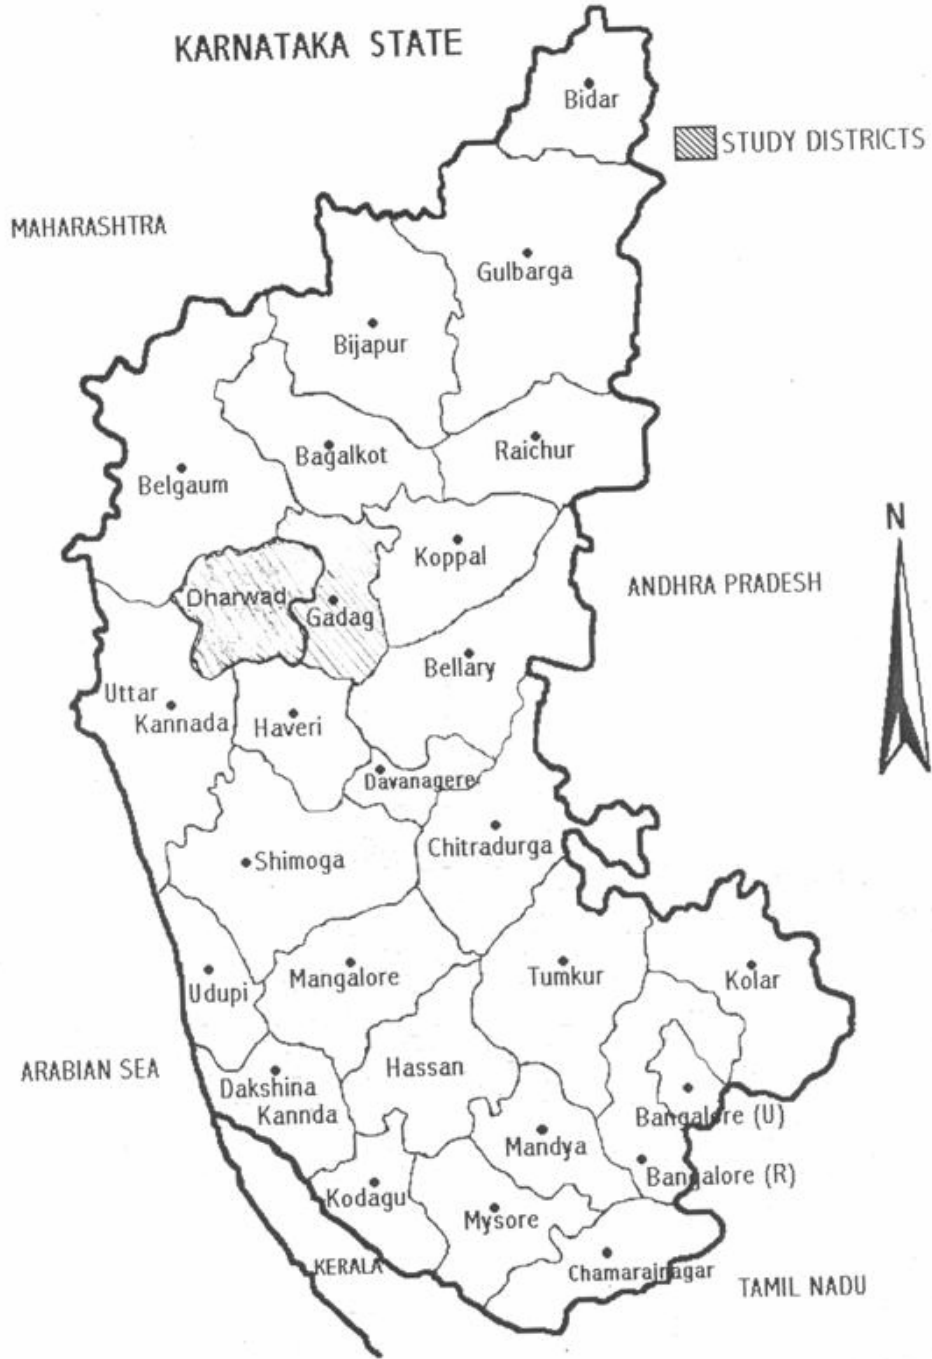 KARNATAKA STATE
Bidar
STUDY DISTRICTS
MAHARASHTRA
Gulbarga
Bijapur
Bagalkot
Raichur
Belgaum
N
Koppal
ANDHRA PRADESH
Dharwad
Gadag
Bellary
Uttar
Kannada
Haveri
Davanagere
Chitradurga
Shimoga
Udupi
Mangalore
Tumkur
Kolar
ARABIAN SEA
Hassan
Dakshina
Kannda
Bangalore (U)
Mandya
Bangalore (R)
Kodagu
Mysore
KERALA
Chamarajnagar
TAMIL NADU